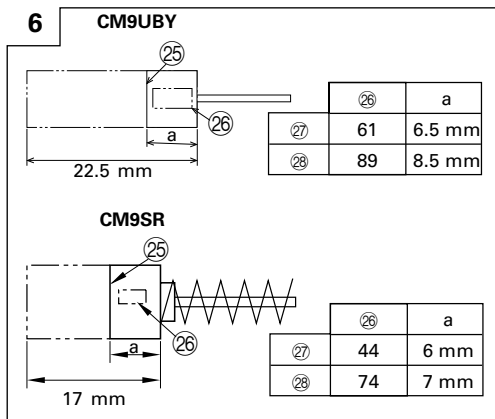 6
CM9UBY
㉕
㉖
a
22.5 mm
㉖ a
㉗ 61 6.5 mm
㉘ 89 8.5 mm
CM9SR
㉕
㉖
a
17 mm
㉖ a
㉗ 44 6 mm
㉘ 74 7 mm